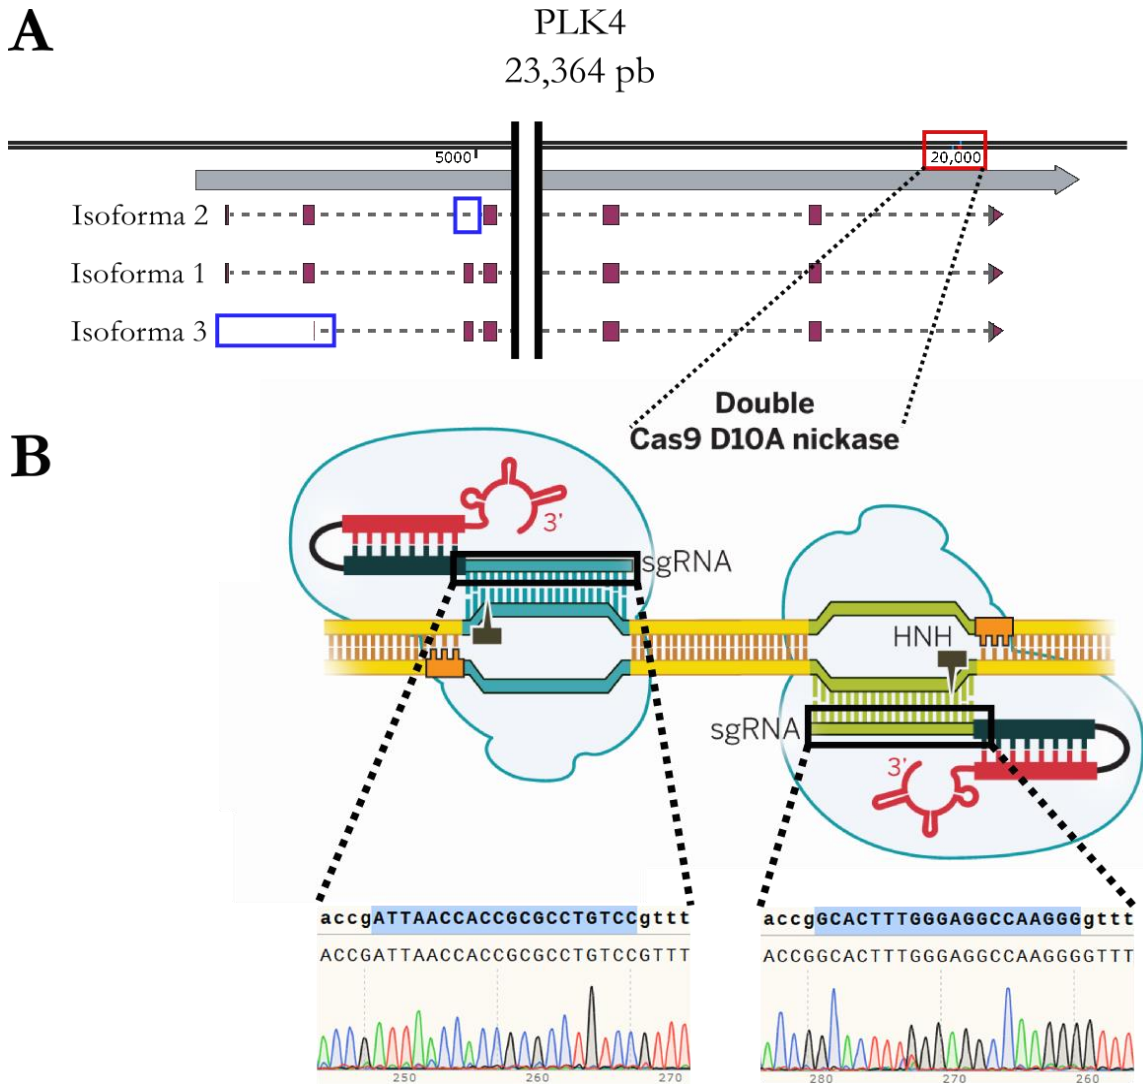 A
PLK4
23,364 pb
5000
20,000
Isoforma 2
Isoforma 1
Isoforma 3
Double
Cas9 D10A nickase
B
3'
sgRNA
HNH
sgRNA
3'
accgATTAACCACCGCGCCTGTCCgttt
accgGCACTTTGGGAGGCCAAGGGgttt
ACCGATTAACCACCGCGCCTGTCCGTTT
ACCGGCACTTTGGGAGGCCAAGGGGTTT
250
260
270
280
270
260